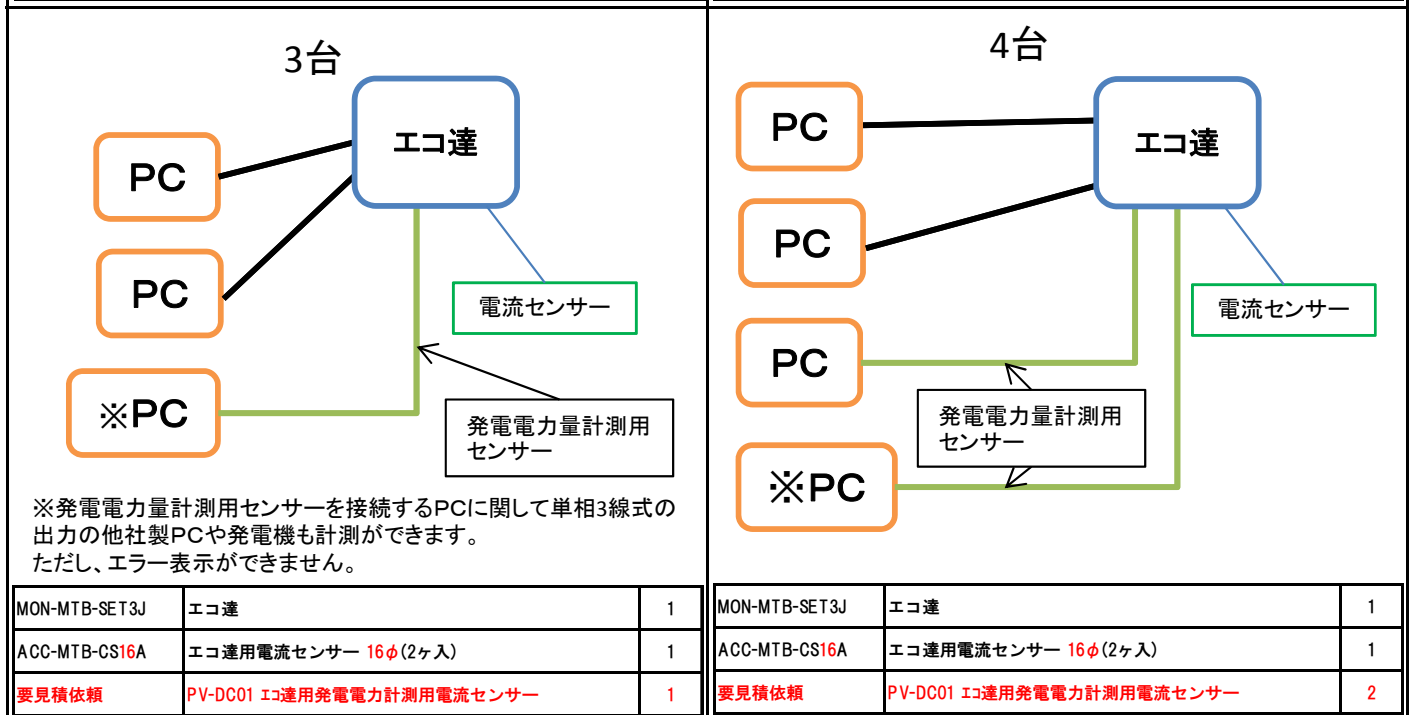 3台
エコ達
PC
PC
電流センサー
※PC
発電電力量計測用
センサー
※発電電力量計測用センサーを接続するPCに関して単相3線式の
出力の他社製PCや発電機も計測ができます。
ただし、エラー表示ができません。
MON-MTB-SET3J エコ達 1
ACC-MTB-CS16A エコ達用電流センサー 16φ(2ヶ入) 1
要見積依頼 PV-DC01 エコ達用発電電力計測用電流センサー 1
4台
PC
エコ達
PC
電流センサー
PC
発電電力量計測用
センサー
※PC
MON-MTB-SET3J エコ達 1
ACC-MTB-CS16A エコ達用電流センサー 16φ(2ヶ入) 1
要見積依頼 PV-DC01 エコ達用発電電力計測用電流センサー 2